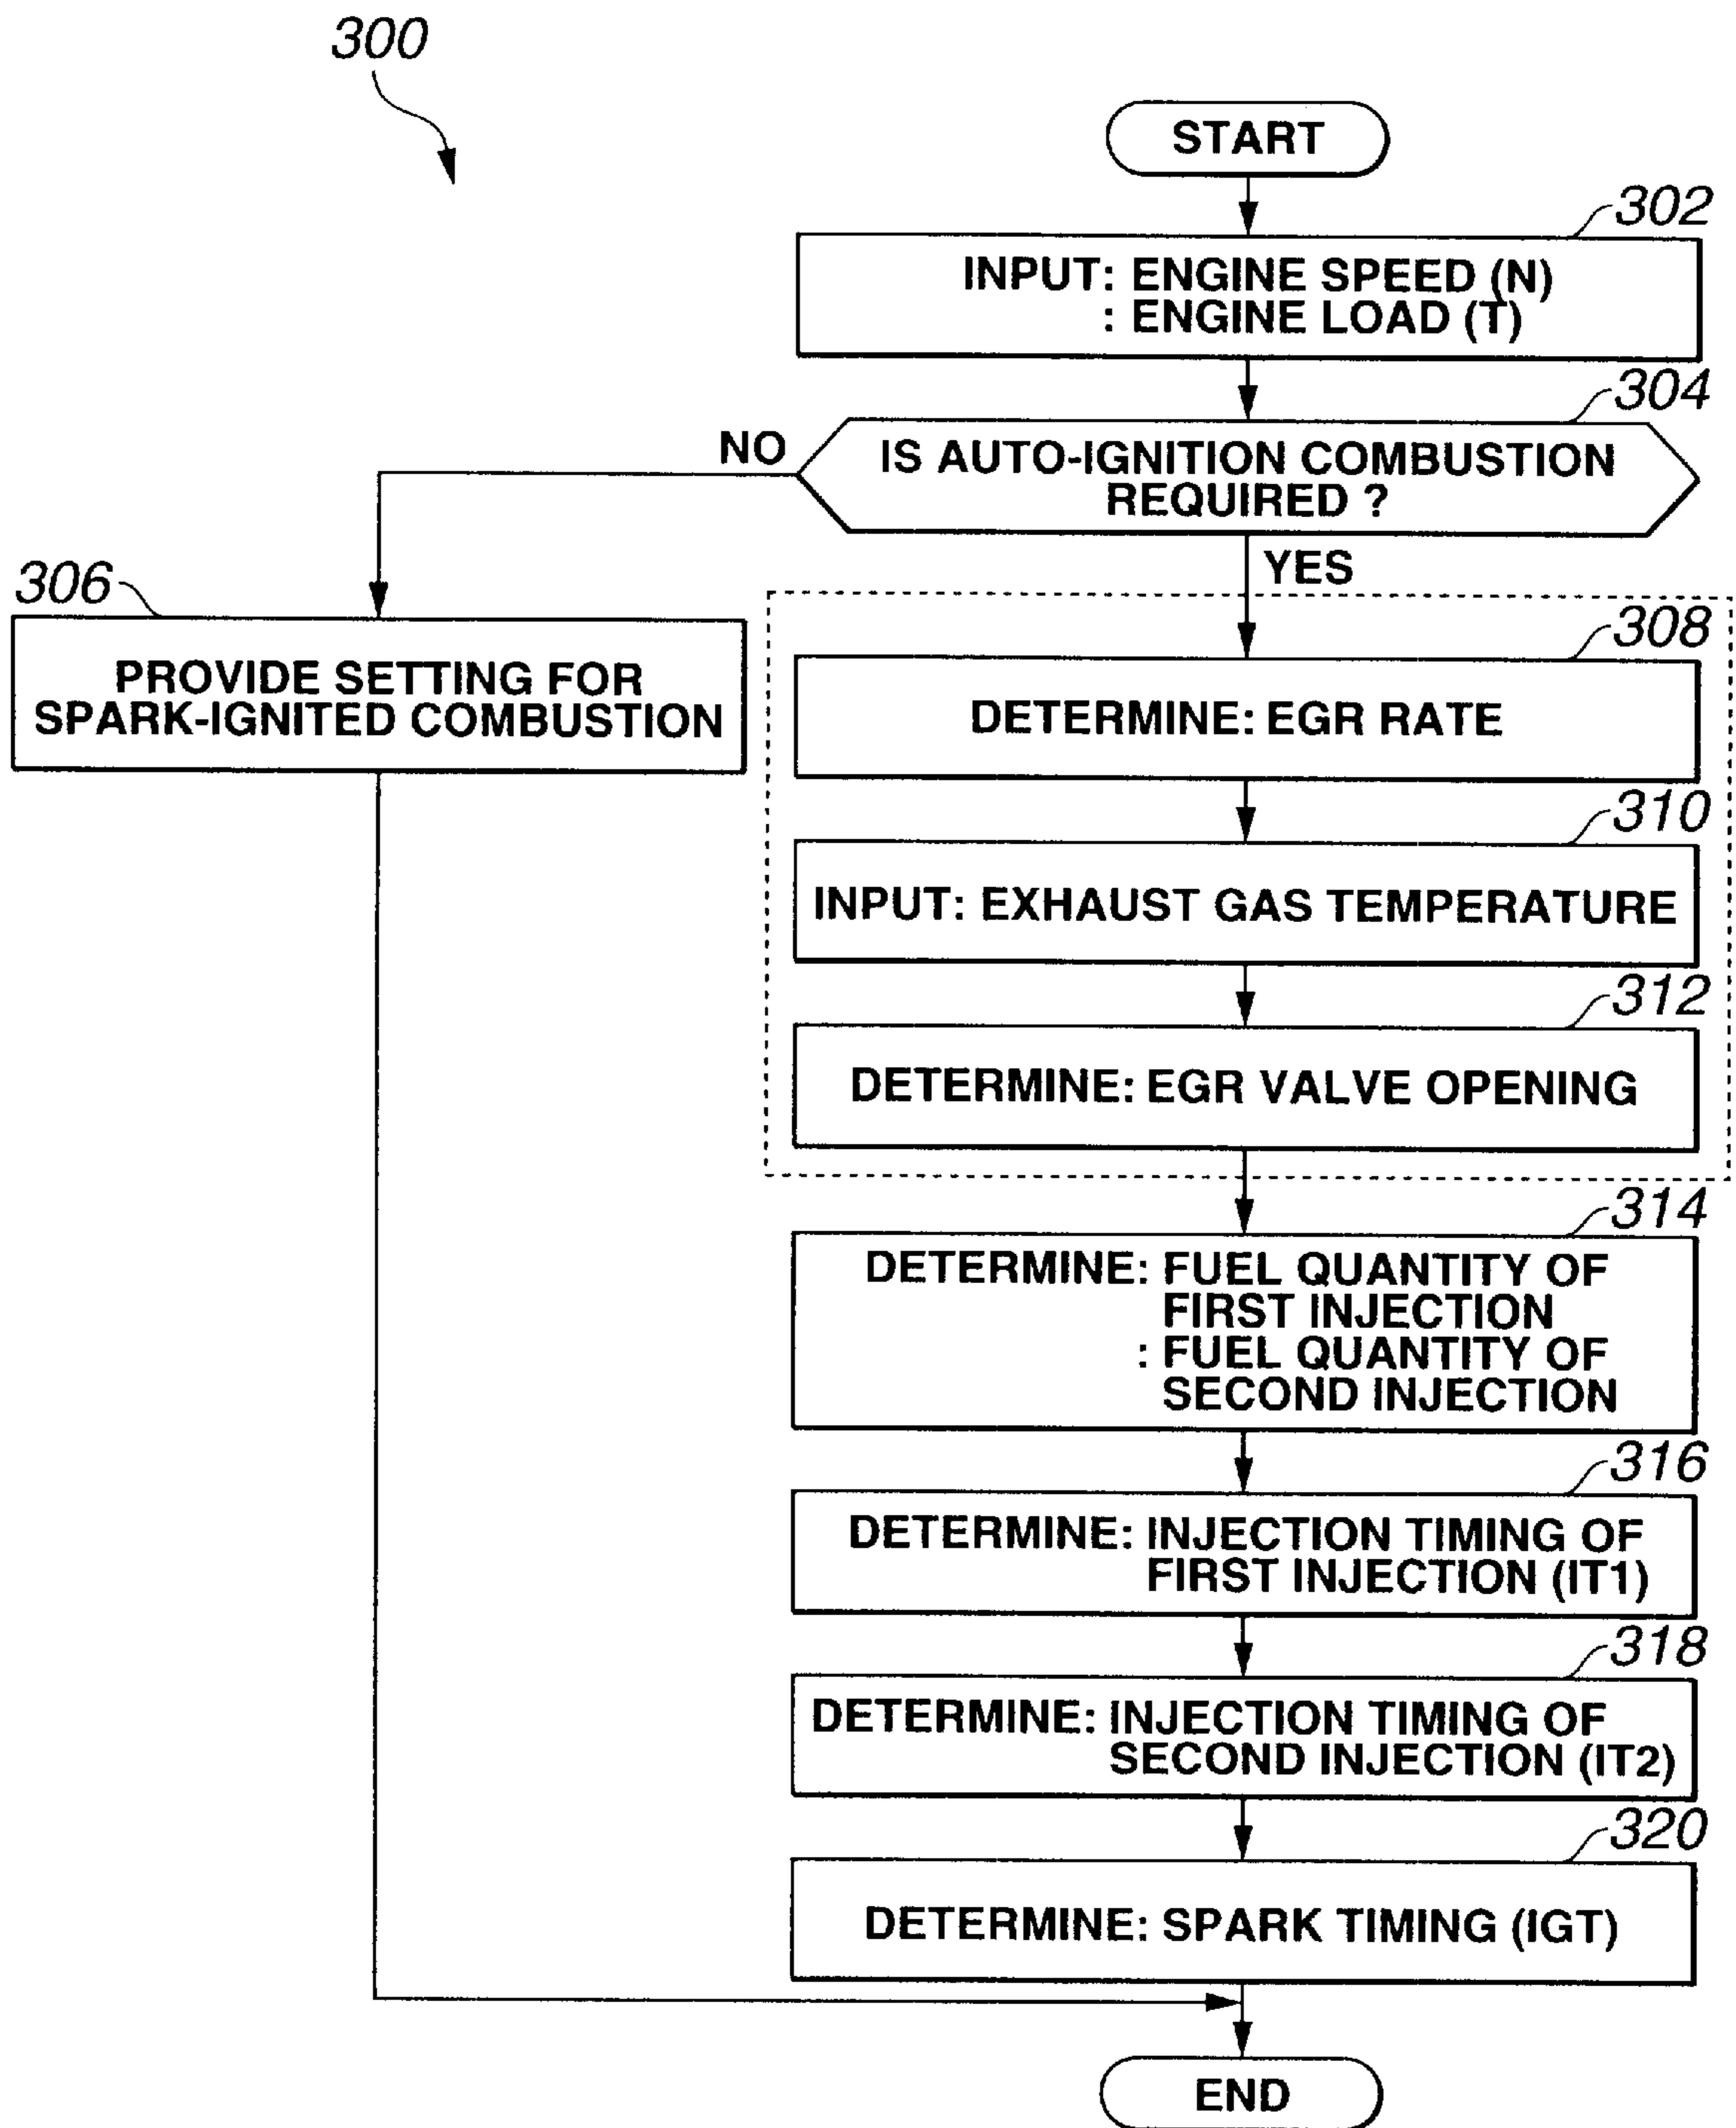 300
START
302
INPUT: ENGINE SPEED (N)
: ENGINE LOAD (T)
304
IS AUTO-IGNITION COMBUSTION
REQUIRED ?
NO
YES
306
PROVIDE SETTING FOR
SPARK-IGNITED COMBUSTION
308
DETERMINE: EGR RATE
310
INPUT: EXHAUST GAS TEMPERATURE
312
DETERMINE: EGR VALVE OPENING
314
DETERMINE: FUEL QUANTITY OF
FIRST INJECTION
: FUEL QUANTITY OF
SECOND INJECTION
316
DETERMINE: INJECTION TIMING OF
FIRST INJECTION (IT1)
318
DETERMINE: INJECTION TIMING OF
SECOND INJECTION (IT2)
320
DETERMINE: SPARK TIMING (IGT)
END